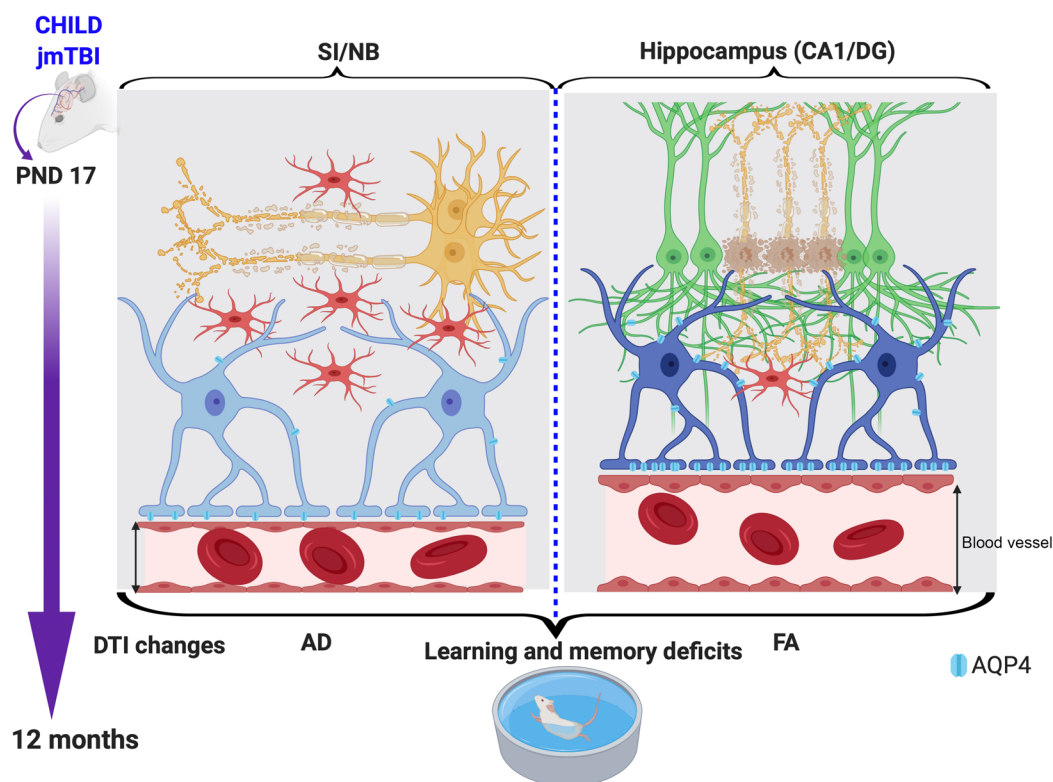 CHILD
jmTBI
PND 17
12 months
SI/NB
Hippocampus (CA1/DG)
Blood vessel
DTI changes
AD
FA
Learning and memory deficits
AQP4